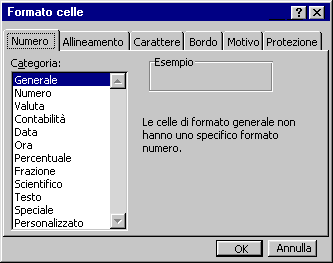 Formato celle
Numero Allineamento Carattere Bordo Motivo Protezione
Categoria:
Generale
Numero
Valuta
Contabilità
Data
Ora
Percentuale
Frazione
Scientifico
Testo
Speciale
Personalizzato
Esempio
Le celle di formato generale non
hanno uno specifico formato
numero.
OK Annulla